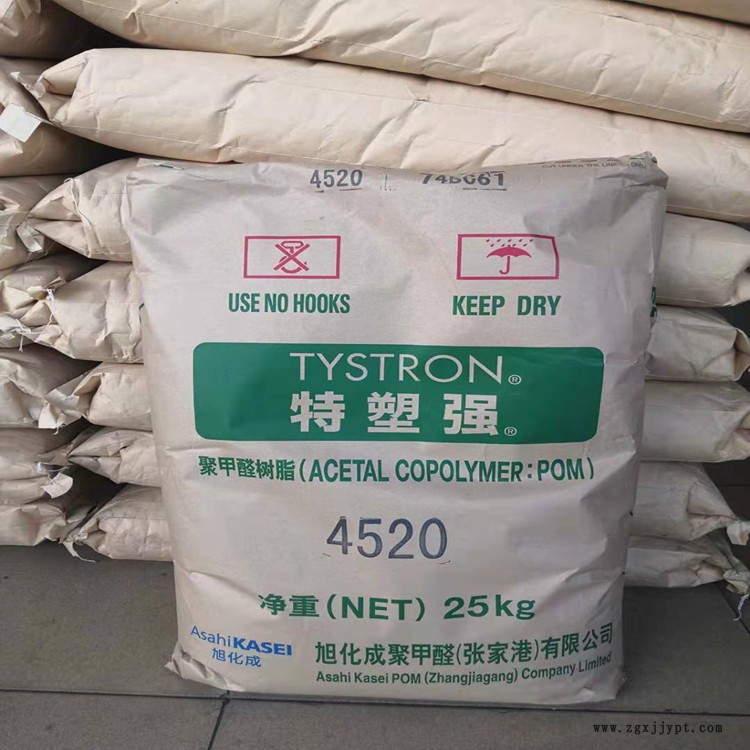 4520 74BC61
USE NO HOOKS
KEEP DRY
TYSTRON®
特塑强®
聚甲醛树脂(ACETAL COPOLYMER:POM)
4520
净重(NET) 25kg
AsahiKASEI
旭化成
旭化成聚甲醛(张家港)有限公司
Asahi Kasei POM (Zhangjiagang) Company Limited
www.zgxjjypt.com